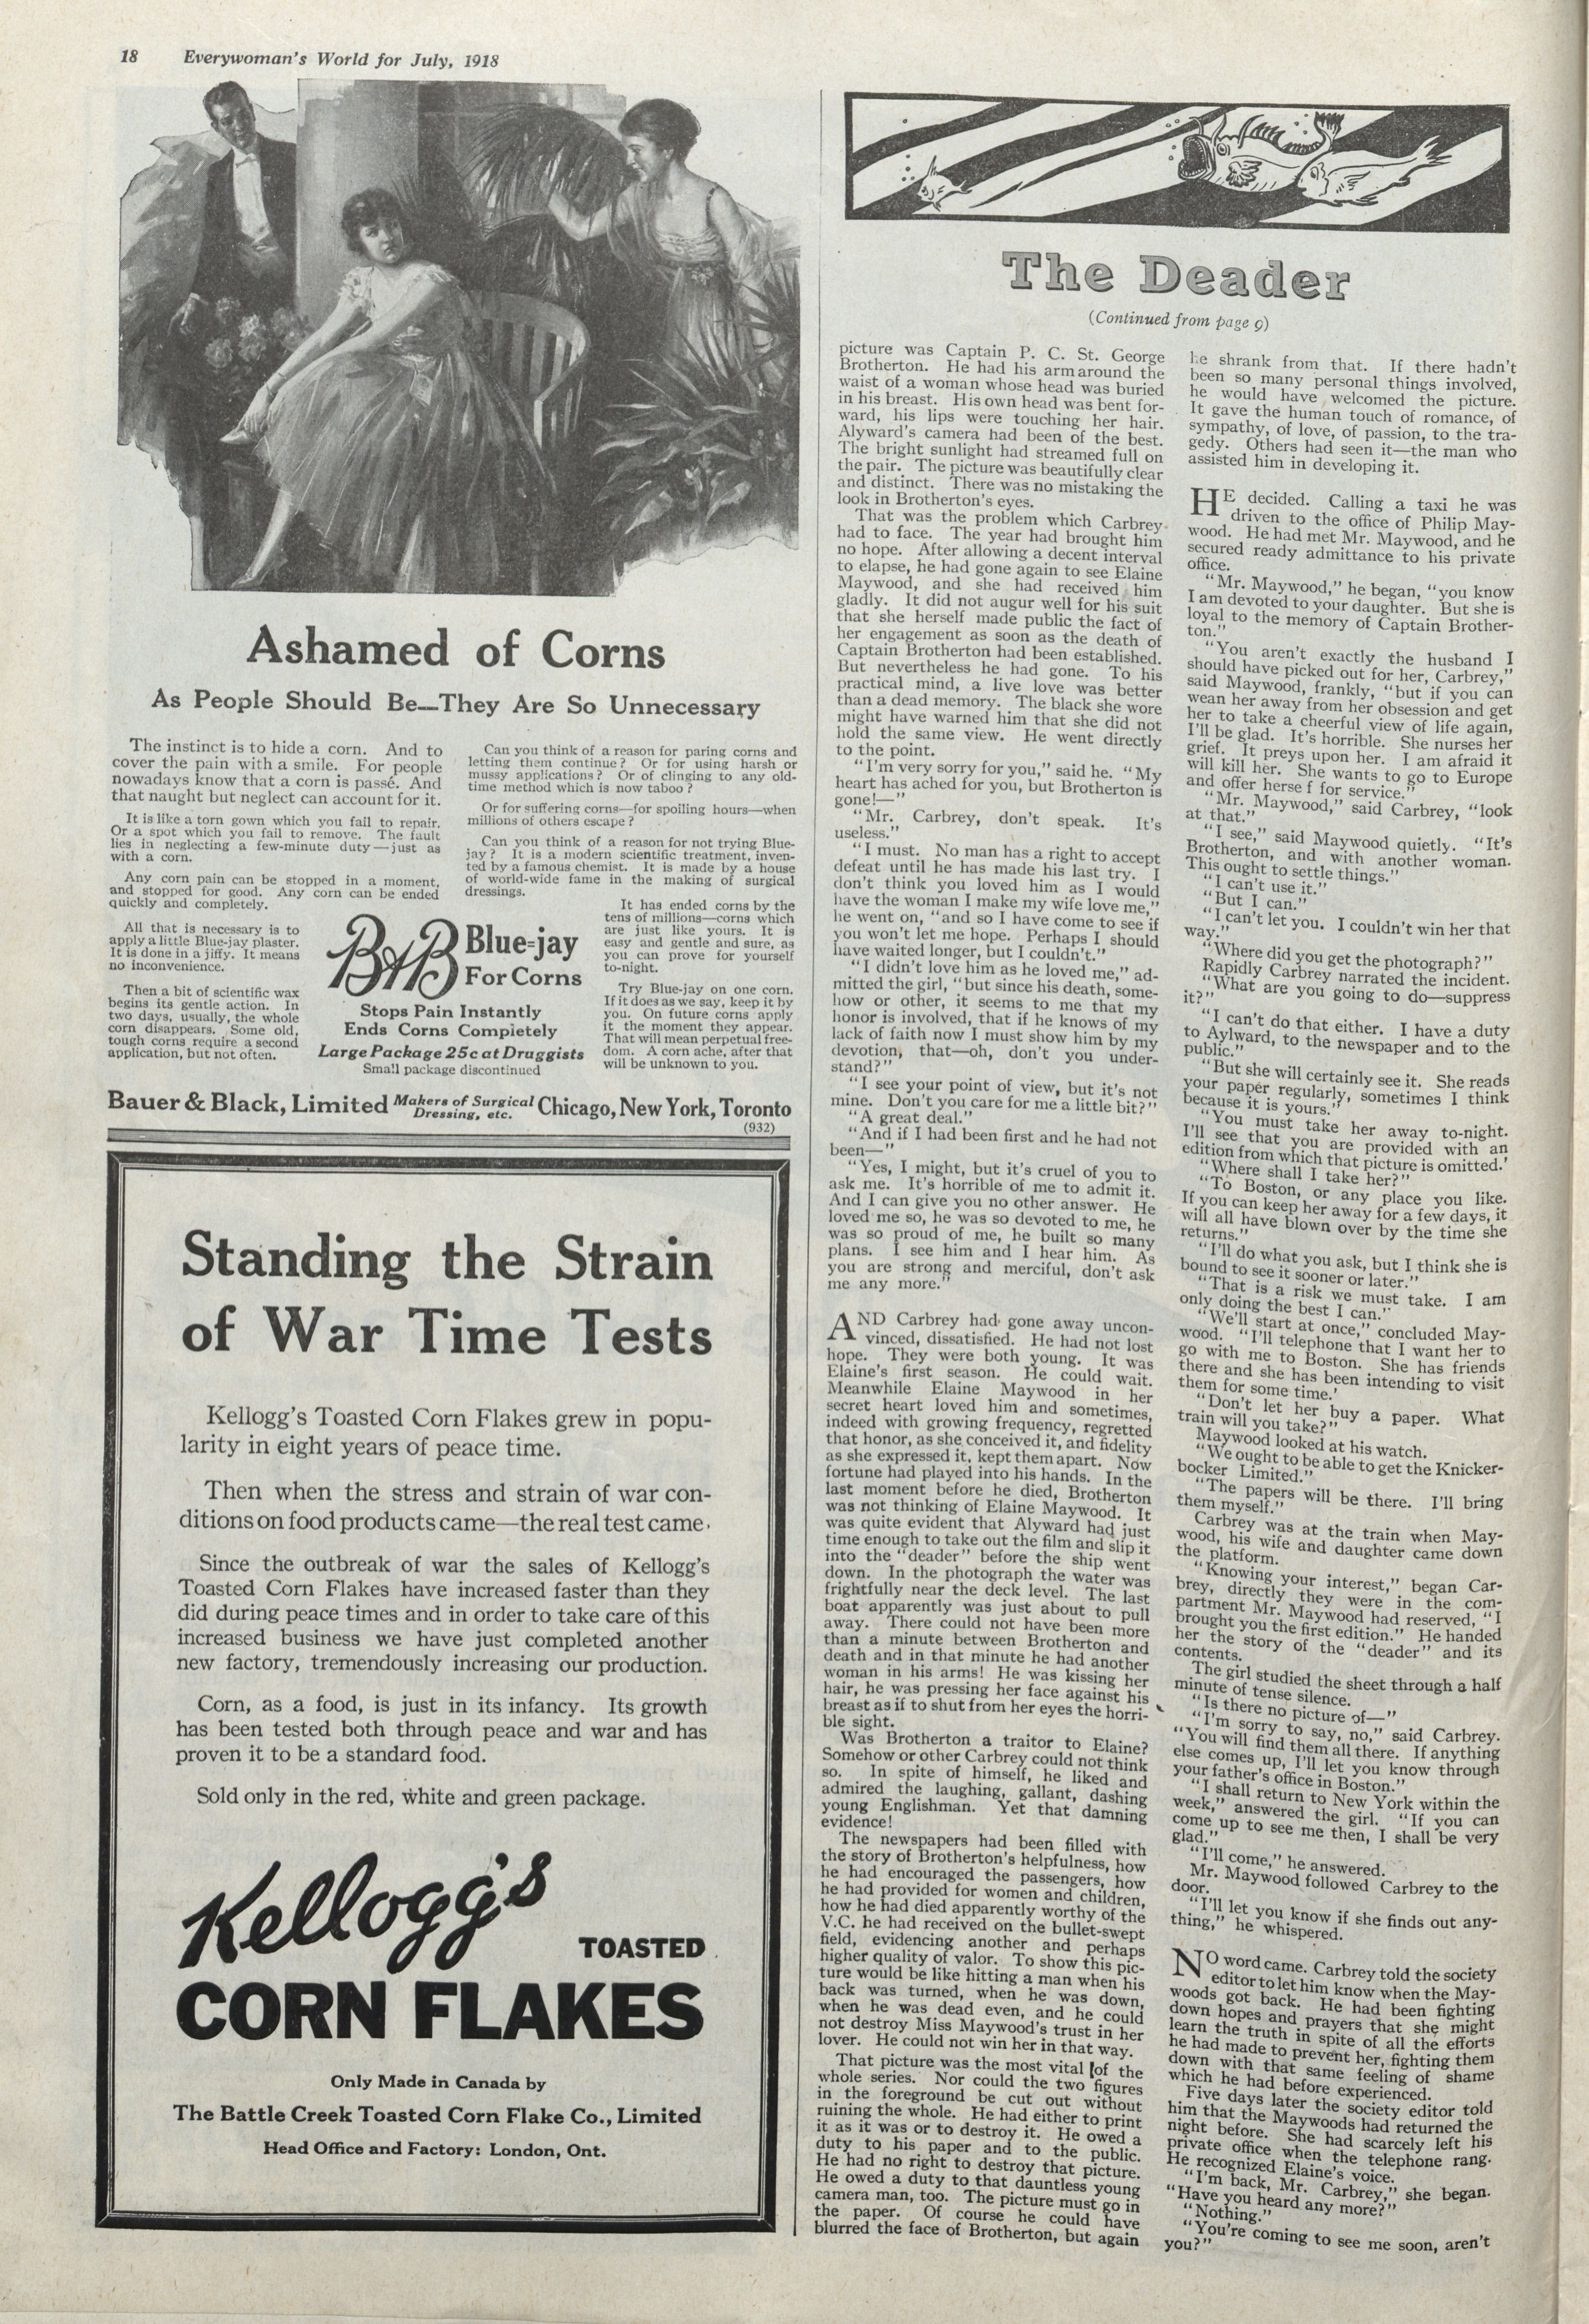 18 Everywoman's World for July, 1918
Ashamed of Corns
As People Should Be—They Are So Unnecessary
The instinct is to hide a corn. And to
cover the pain with a smile. For people
nowadays know that a corn is passé. And
that naught but neglect can account for it.
It is like a torn gown which you fail to repair.
Or a spot which you fail to remove. The fault
lies in neglecting a few-minute duty—just as
with a corn.
Any corn pain can be stopped in a moment,
and stopped for good. Any corn can be ended
quickly and completely.
All that is necessary is to
apply a little Blue-jay plaster.
It is done in a jiffy. It means
no inconvenience.
Then a bit of scientific wax
begins its gentle action. In
two days, usually, the whole
corn disappears. Some old,
tough corns require a second
application, but not often.
Can you think of a reason for paring corns and
letting them continue? Or for using harsh or
mussy applications? Or of clinging to any old-
time method which is now taboo?
Or for suffering corns—for spoiling hours—when
millions of others escape?
Can you think of a reason for not trying Blue-
jay? It is a modern scientific treatment, inven-
ted by a famous chemist. It is made by a house
of world-wide fame in the making of surgical
dressings.
It has ended corns by the
tens of millions—corns which
are just like yours. It is
easy and gentle and sure, as
you can prove for yourself
to-night.
Try Blue-jay on one corn.
If it does as we say, keep it by
you. On future corns apply
it the moment they appear.
That will mean perpetual free-
dom. A corn ache, after that
will be unknown to you.
B&B Blue=jay
For Corns
Stops Pain Instantly
Ends Corns Completely
Large Package 25c at Druggists
Small package discontinued
Bauer & Black, Limited Makers of Surgical Dressing, etc. Chicago, New York, Toronto
(932)
Standing the Strain
of War Time Tests
Kellogg's Toasted Corn Flakes grew in popu-
larity in eight years of peace time.
Then when the stress and strain of war con-
ditions on food products came—the real test came.
Since the outbreak of war the sales of Kellogg's
Toasted Corn Flakes have increased faster than they
did during peace times and in order to take care of this
increased business we have just completed another
new factory, tremendously increasing our production.
Corn, as a food, is just in its infancy. Its growth
has been tested both through peace and war and has
proven it to be a standard food.
Sold only in the red, white and green package.
Kellogg's
TOASTED
CORN FLAKES
Only Made in Canada by
The Battle Creek Toasted Corn Flake Co., Limited
Head Office and Factory: London, Ont.
The Deader
(Continued from page 9)
picture was Captain P. C. St. George
Brotherton. He had his arm around the
waist of a woman whose head was buried
in his breast. His own head was bent for-
ward, his lips were touching her hair.
Alyward's camera had been of the best.
The bright sunlight had streamed full on
the pair. The picture was beautifully clear
and distinct. There was no mistaking the
look in Brotherton's eyes.
That was the problem which Carbrey
had to face. The year had brought him
no hope. After allowing a decent interval
to elapse, he had gone again to see Elaine
Maywood, and she had received him
gladly. It did not augur well for his suit
that she herself made public the fact of
her engagement as soon as the death of
Captain Brotherton had been established.
But nevertheless he had gone. To his
practical mind, a live love was better
than a dead memory. The black she wore
might have warned him that she did not
hold the same view. He went directly
to the point.
"I'm very sorry for you," said he. "My
heart has ached for you, but Brotherton is
gone!—"
"Mr. Carbrey, don't speak. It's
useless."
"I must. No man has a right to accept
defeat until he has made his last try. I
don't think you loved him as I would
have the woman I make my wife love me,"
he went on, "and so I have come to see if
you won't let me hope. Perhaps I should
have waited longer, but I couldn't."
"I didn't love him as he loved me," ad-
mitted the girl, "but since his death, some-
how or other, it seems to me that my
honor is involved, that if he knows of my
lack of faith now I must show him by my
devotion, that—oh, don't you under-
stand?"
"I see your point of view, but it's not
mine. Don't you care for me a little bit?"
"A great deal."
"And if I had been first and he had not
been—"
"Yes, I might, but it's cruel of you to
ask me. It's horrible of me to admit it.
And I can give you no other answer. He
loved me so, he was so devoted to me, he
was so proud of me, he built so many
plans. I see him and I hear him. As
you are strong and merciful, don't ask
me any more."
AND Carbrey had gone away uncon-
vinced, dissatisfied. He had not lost
hope. They were both young. It was
Elaine's first season. He could wait.
Meanwhile Elaine Maywood in her
secret heart loved him and sometimes,
indeed with growing frequency, regretted
that honor, as she conceived it, and fidelity
as she expressed it, kept them apart. Now
fortune had played into his hands. In the
last moment before he died, Brotherton
was not thinking of Elaine Maywood. It
was quite evident that Alyward had just
time enough to take out the film and slip it
into the "deader" before the ship went
down. In the photograph the water was
frightfully near the deck level. The last
boat apparently was just about to pull
away. There could not have been more
than a minute between Brotherton and
death and in that minute he had another
woman in his arms! He was kissing her
hair, he was pressing her face against his
breast as if to shut from her eyes the horri-
ble sight.
Was Brotherton a traitor to Elaine?
Somehow or other Carbrey could not think
so. In spite of himself, he liked and
admired the laughing, gallant, dashing
young Englishman. Yet that damning
evidence!
The newspapers had been filled with
the story of Brotherton's helpfulness, how
he had encouraged the passengers, how
he had provided for women and children,
how he had died apparently worthy of the
V.C. he had received on the bullet-swept
field, evidencing another and perhaps
higher quality of valor. To show this pic-
ture would be like hitting a man when his
back was turned, when he was down,
when he was dead even, and he could
not destroy Miss Maywood's trust in her
lover. He could not win her in that way.
That picture was the most vital of the
whole series. Nor could the two figures
in the foreground be cut out without
ruining the whole. He had either to print
it as it was or to destroy it. He owed a
duty to his paper and to the public.
He had no right to destroy that picture.
He owed a duty to that dauntless young
camera man, too. The picture must go in
the paper. Of course he could have
blurred the face of Brotherton, but again
he shrank from that. If there hadn't
been so many personal things involved,
he would have welcomed the picture.
It gave the human touch of romance, of
sympathy, of love, of passion, to the tra-
gedy. Others had seen it—the man who
assisted him in developing it.
HE decided. Calling a taxi he was
driven to the office of Philip May-
wood. He had met Mr. Maywood, and he
secured ready admittance to his private
office.
"Mr. Maywood," he began, "you know
I am devoted to your daughter. But she is
loyal to the memory of Captain Brother-
ton."
"You aren't exactly the husband I
should have picked out for her, Carbrey,"
said Maywood, frankly, "but if you can
wean her away from her obsession and get
her to take a cheerful view of life again,
I'll be glad. It's horrible. She nurses her
grief. It preys upon her. I am afraid it
will kill her. She wants to go to Europe
and offer herse f for service."
"Mr. Maywood," said Carbrey, "look
at that."
"I see," said Maywood quietly. "It's
Brotherton, and with another woman.
This ought to settle things."
"I can't use it."
"But I can."
"I can't let you. I couldn't win her that
way."
"Where did you get the photograph?"
Rapidly Carbrey narrated the incident.
"What are you going to do—suppress
it?"
"I can't do that either. I have a duty
to Aylward, to the newspaper and to the
public."
"But she will certainly see it. She reads
your paper regularly, sometimes I think
because it is yours."
"You must take her away to-night.
I'll see that you are provided with an
edition from which that picture is omitted.'
"Where shall I take her?"
"To Boston, or any place you like.
If you can keep her away for a few days, it
will all have blown over by the time she
returns."
"I'll do what you ask, but I think she is
bound to see it sooner or later."
"That is a risk we must take. I am
only doing the best I can."
"We'll start at once," concluded May-
wood. "I'll telephone that I want her to
go with me to Boston. She has friends
there and she has been intending to visit
them for some time.'
"Don't let her buy a paper. What
train will you take?"
Maywood looked at his watch.
"We ought to be able to get the Knicker-
bocker Limited."
"The papers will be there. I'll bring
them myself."
Carbrey was at the train when May-
wood, his wife and daughter came down
the platform.
"Knowing your interest," began Car-
brey, directly they were in the com-
partment Mr. Maywood had reserved, "I
brought you the first edition." He handed
her the story of the "deader" and its
contents.
The girl studied the sheet through a half
minute of tense silence.
"Is there no picture of—"
"I'm sorry to say, no," said Carbrey.
"You will find them all there. If anything
else comes up, I'll let you know through
your father's office in Boston."
"I shall return to New York within the
week," answered the girl. "If you can
come up to see me then, I shall be very
glad."
"I'll come," he answered.
Mr. Maywood followed Carbrey to the
door.
"I'll let you know if she finds out any-
thing," he whispered.
NO word came. Carbrey told the society
editor to let him know when the May-
woods got back. He had been fighting
down hopes and prayers that she might
learn the truth in spite of all the efforts
he had made to prevent her, fighting them
down with that same feeling of shame
which he had before experienced.
Five days later the society editor told
him that the Maywoods had returned the
night before. She had scarcely left his
private office when the telephone rang.
He recognized Elaine's voice.
"I'm back, Mr. Carbrey," she began.
"Have you heard any more?"
"Nothing."
"You're coming to see me soon, aren't
you?"